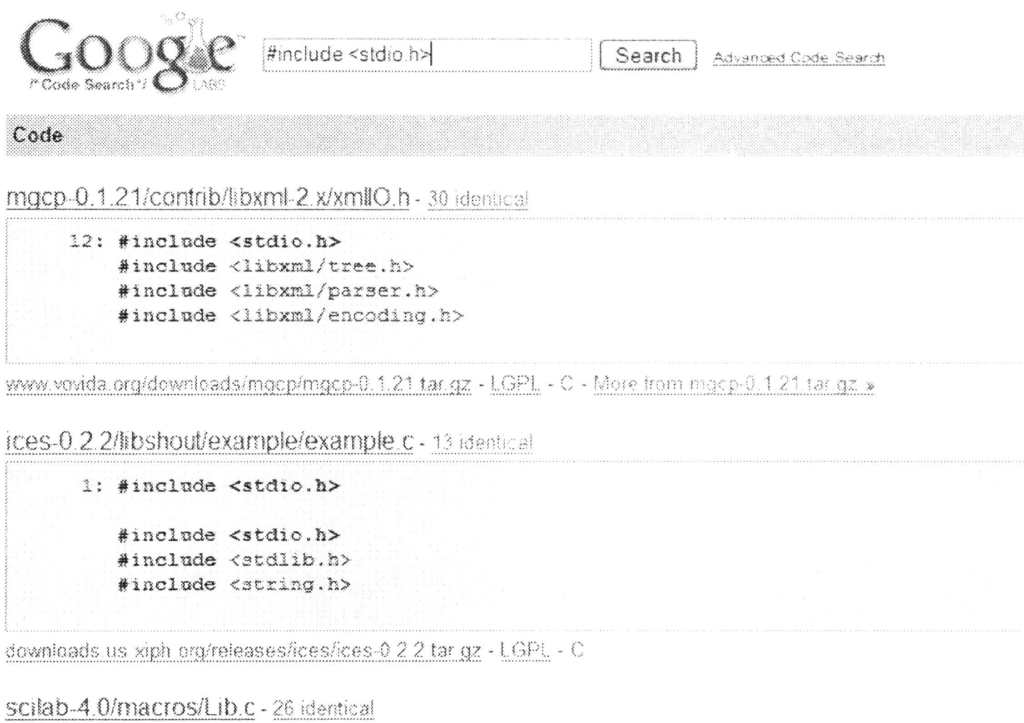 Google
/* Code Search */ LABS
#include <stdio.h>
Search
Advanced Code Search
Code
mgcp-0.1.21/contrib/libxml-2.x/xmlIO.h - 30 identical
12: #include <stdio.h>
#include <libxml/tree.h>
#include <libxml/parser.h>
#include <libxml/encoding.h>
www.vovida.org/downloads/mgcp/mgcp-0.1.21.tar.gz - LGPL - C - More from mgcp-0.1.21.tar.gz »
ices-0.2.2/libshout/example/example.c - 13 identical
1: #include <stdio.h>
#include <stdio.h>
#include <stdlib.h>
#include <string.h>
downloads.us.xiph.org/releases/ices/ices-0.2.2.tar.gz - LGPL - C
scilab-4.0/macros/Lib.c - 26 identical